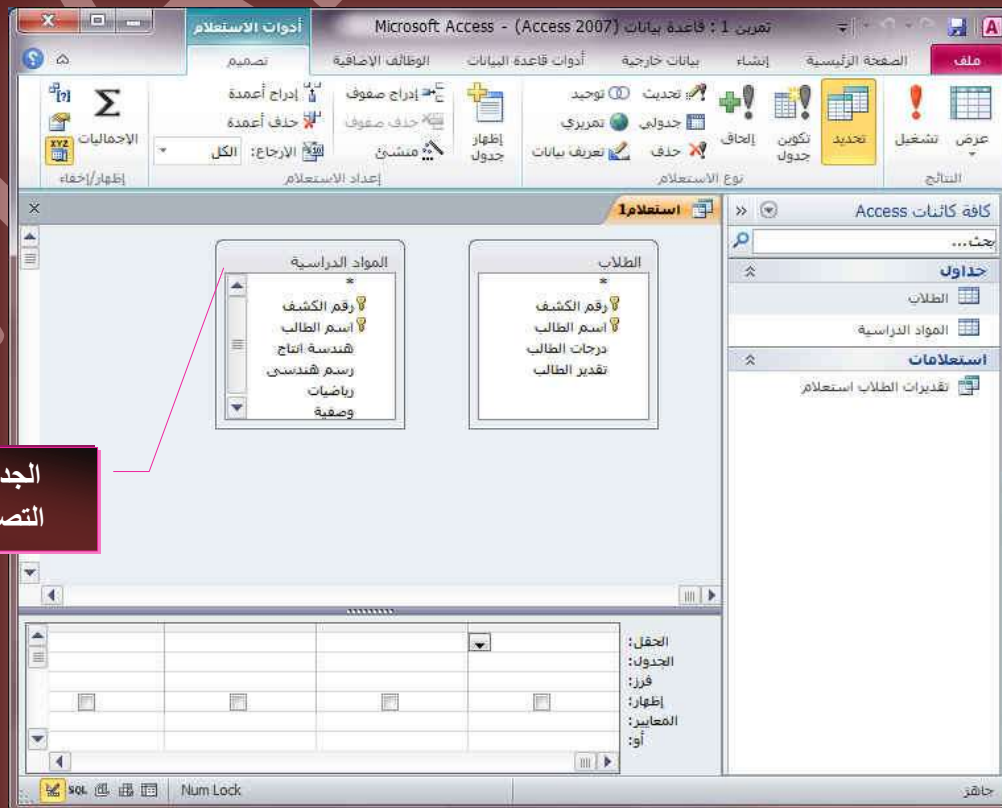 تمرين 1 : قاعدة بيانات (Access 2007) - Microsoft Access
أدوات الاستعلام
ملف
الصفحة الرئيسية
إنشاء
بيانات خارجية
أدوات قاعدة البيانات
الوظائف الإضافية
تصميم
عرض
تشغيل
النتائج
تحديد
تكوين جدول
إلحاق
تحديث
جدولي
حذف
توحيد
تمريري
تعريف بيانات
نوع الاستعلام
إظهار جدول
إدراج صفوف
حذف صفوف
منشئ
إدراج أعمدة
حذف أعمدة
الإرجاع: الكل
إعداد الاستعلام
الإجماليات
إظهار/إخفاء
كافة كائنات Access
بحث...
جداول
الطلاب
المواد الدراسية
استعلامات
تقديرات الطلاب استعلام
استعلام1
الطلاب
*
رقم الكشف
اسم الطالب
درجات الطالب
تقدير الطالب
المواد الدراسية
*
رقم الكشف
اسم الطالب
هندسة انتاج
رسم هندسى
رياضيات
وصفية
الحقل:
الجدول:
فرز:
إظهار:
المعايير:
أو:
جاهز
Num Lock
SQL